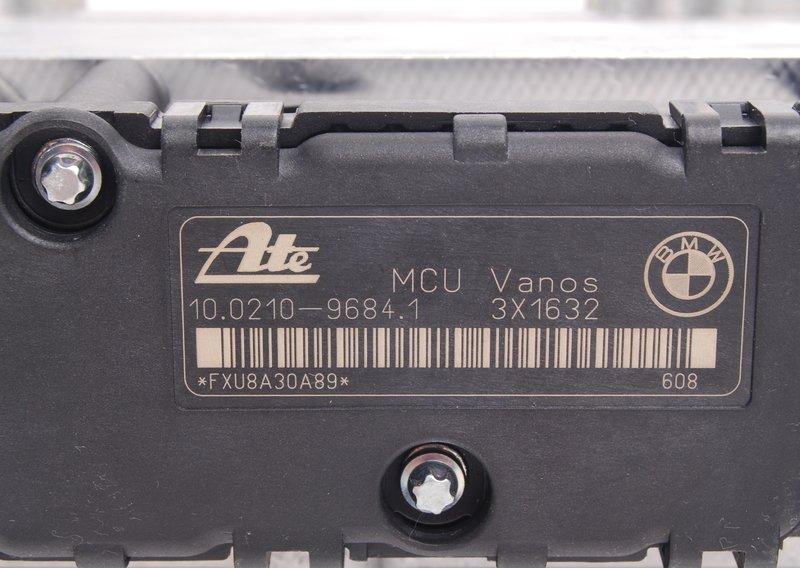 Ate
BMW
MCU Vanos
10.0210-9684.1 3X1632
*FXU8A30A89* 608